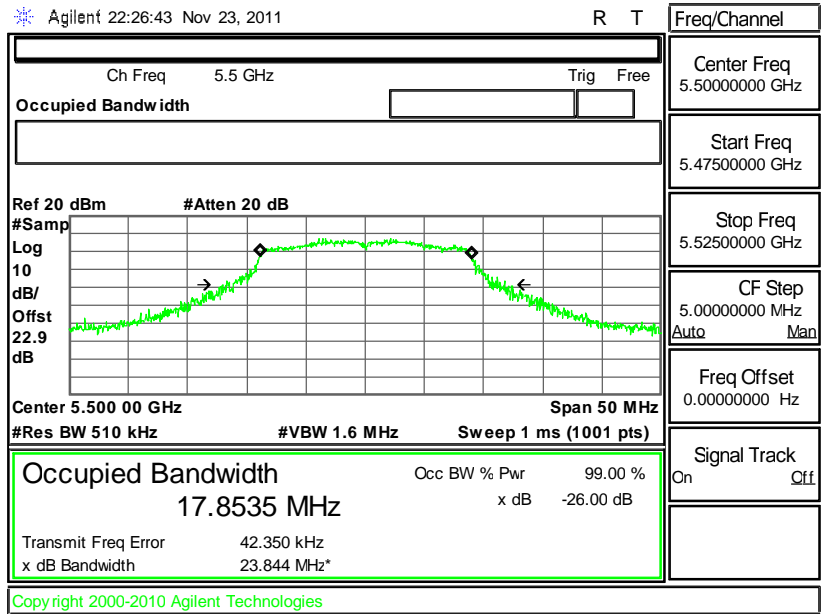 Agilent 22:26:43 Nov 23, 2011 R T
Freq/Channel
Ch Freq 5.5 GHz Trig Free
Occupied Bandwidth
Center Freq
5.50000000 GHz
Start Freq
5.47500000 GHz
Stop Freq
5.52500000 GHz
CF Step
5.00000000 MHz
Auto Man
Freq Offset
0.00000000 Hz
Signal Track
On Off
Ref 20 dBm #Atten 20 dB
#Samp
Log
10
dB/
Offst
22.9
dB
Center 5.500 00 GHz Span 50 MHz
#Res BW 510 kHz #VBW 1.6 MHz Sweep 1 ms (1001 pts)
Occupied Bandwidth
17.8535 MHz
Occ BW % Pwr 99.00 %
x dB -26.00 dB
Transmit Freq Error 42.350 kHz
x dB Bandwidth 23.844 MHz*
Copyright 2000-2010 Agilent Technologies